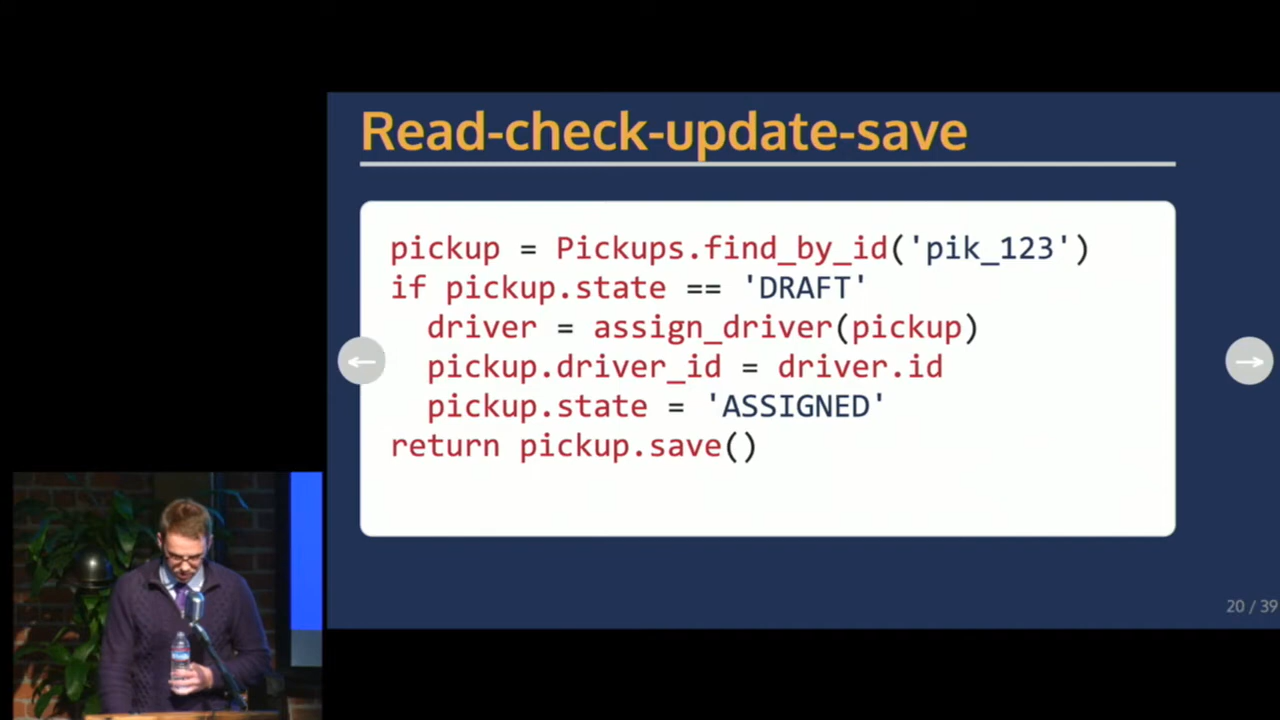 Read-check-update-save
pickup = Pickups.find_by_id('pik_123')
if pickup.state == 'DRAFT'
driver = assign_driver(pickup)
pickup.driver_id = driver.id
pickup.state = 'ASSIGNED'
return pickup.save()
20 / 39